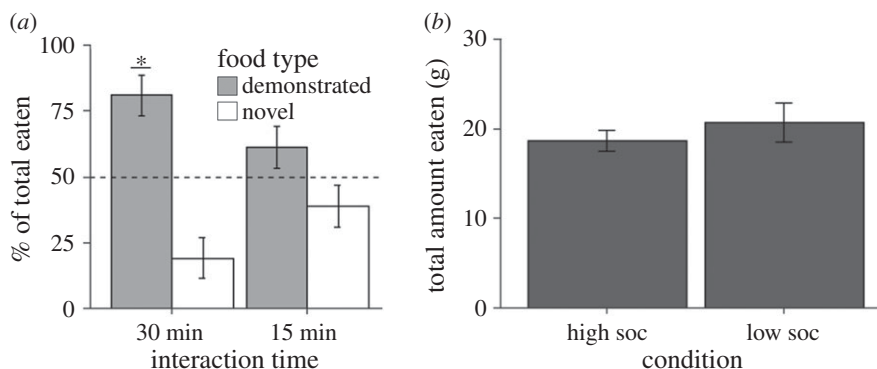 (a)
100
75
50
25
0
% of total eaten
*
food type
demonstrated
novel
30 min
15 min
interaction time
(b)
30
20
10
0
total amount eaten (g)
high soc
low soc
condition